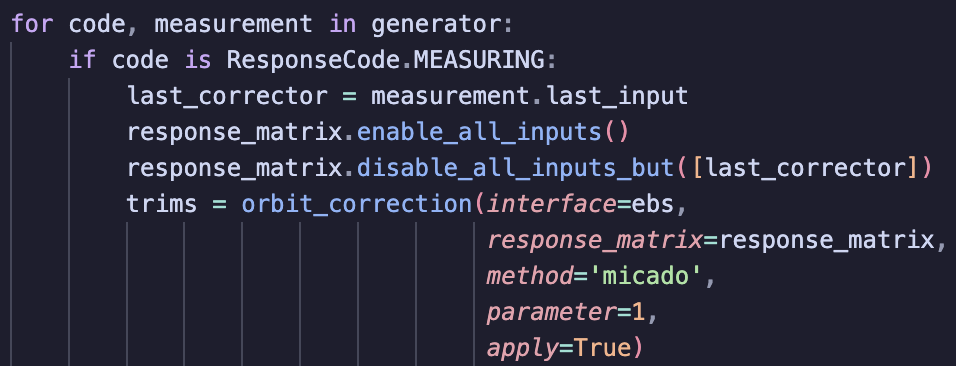 for code, measurement in generator:
    if code is ResponseCode.MEASURING:
        last_corrector = measurement.last_input
        response_matrix.enable_all_inputs()
        response_matrix.disable_all_inputs_but([last_corrector])
        trims = orbit_correction(interface=ebs,
                                 response_matrix=response_matrix,
                                 method='micado',
                                 parameter=1,
                                 apply=True)